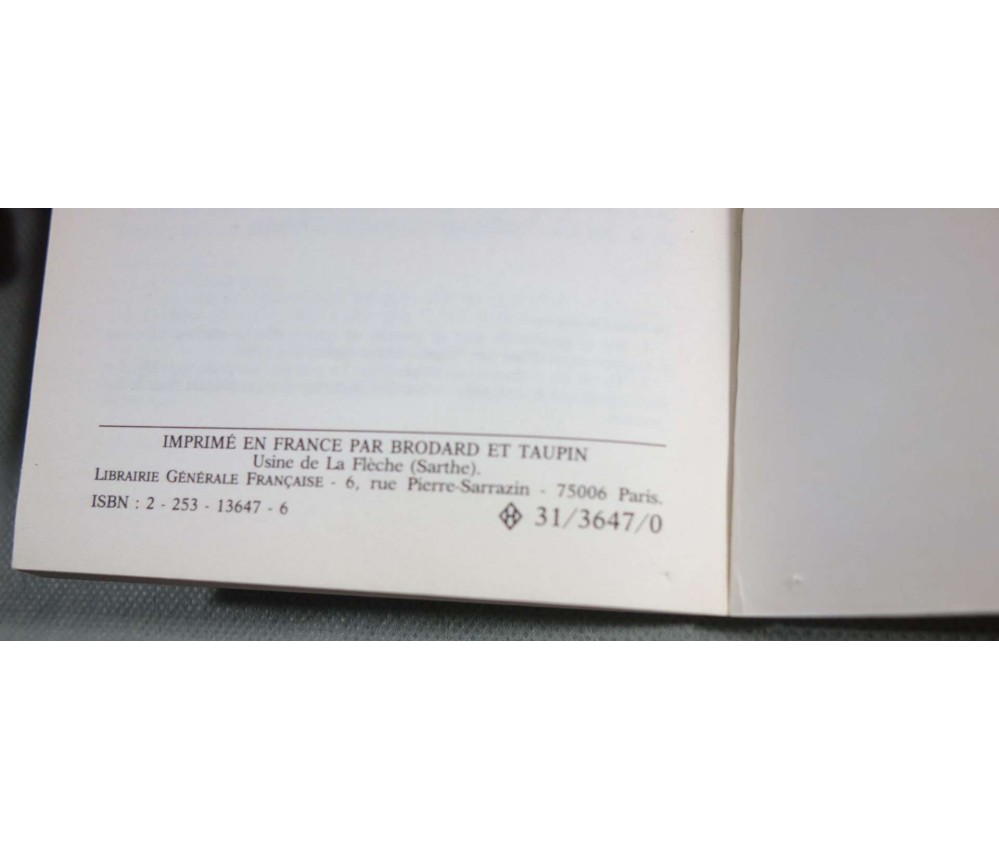 IMPRIMÉ EN FRANCE PAR BRODARD ET TAUPIN
Usine de La Flèche (Sarthe).
LIBRAIRIE GÉNÉRALE FRANÇAISE - 6, rue Pierre-Sarrazin - 75006 Paris.
ISBN : 2 - 253 - 13647 - 6
31/3647/0